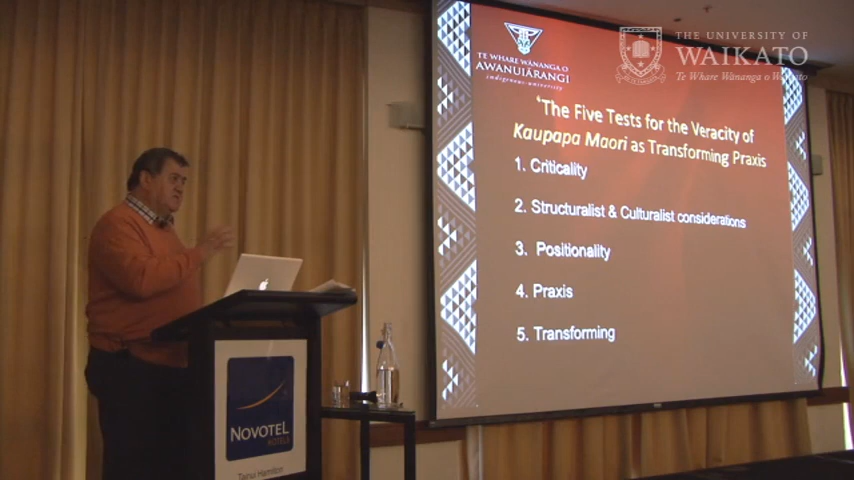 THE UNIVERSITY OF
WAIKATO
Te Whare Wānanga o Waikato
TE WHARE WĀNANGA O
AWANUIĀRANGI
indigenous-university
‘The Five Tests for the Veracity of
Kaupapa Maori as Transforming Praxis
1. Criticality
2. Structuralist & Culturalist considerations
3. Positionality
4. Praxis
5. Transforming
NOVOTEL
HOTELS
Tainui Hamilton